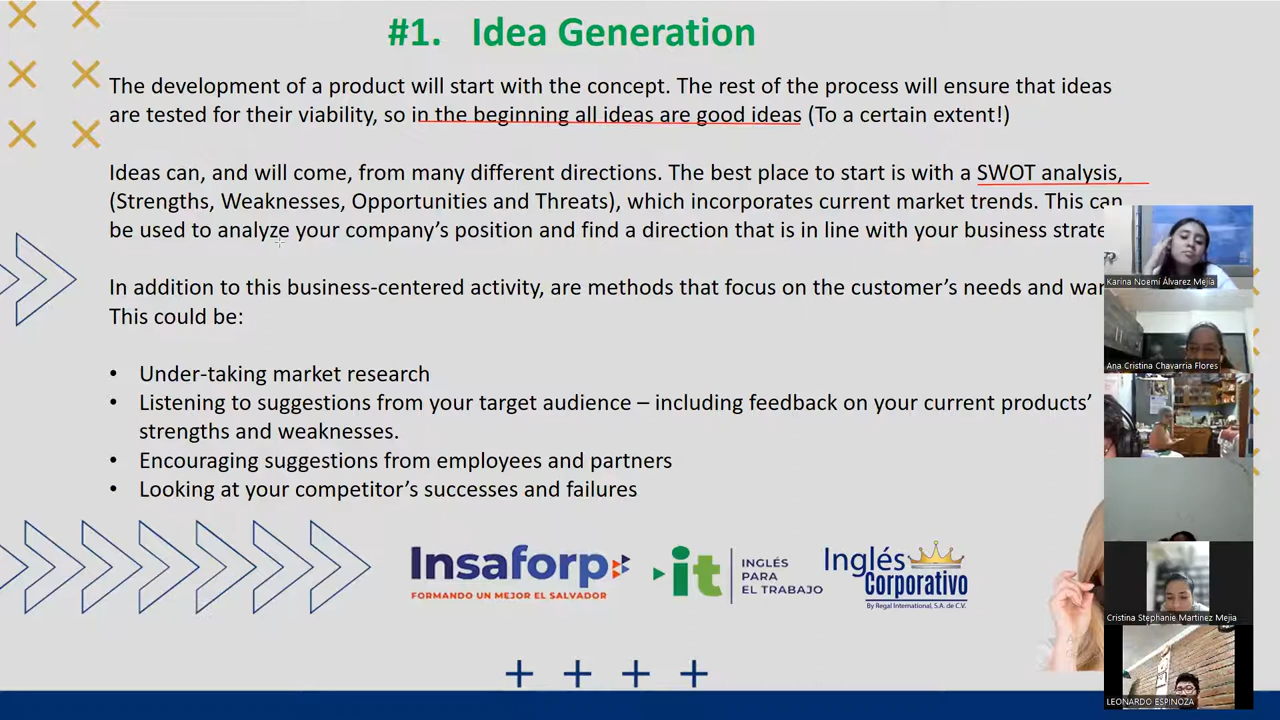 #1. Idea Generation
The development of a product will start with the concept. The rest of the process will ensure that ideas
are tested for their viability, so in the beginning all ideas are good ideas (To a certain extent!)
Ideas can, and will come, from many different directions. The best place to start is with a SWOT analysis,
(Strengths, Weaknesses, Opportunities and Threats), which incorporates current market trends. This can
be used to analyze your company’s position and find a direction that is in line with your business
In addition to this business-centered activity, are methods that focus on the customer’s needs and
This could be:
• Under-taking market research
• Listening to suggestions from your target audience – including feedback on your current products’
strengths and weaknesses.
• Encouraging suggestions from employees and partners
• Looking at your competitor’s successes and failures
Insaforp
FORMANDO UN MEJOR EL SALVADOR
it
INGLÉS
PARA
EL TRABAJO
Inglés
Corporativo
By Regal International, S.A. de C.V.
Karina Noemí Álvarez Mejía
Ana Cristina Chavarria Flores
Cristina Stephanie Martinez Mejia
LEONARDO ESPINOZA